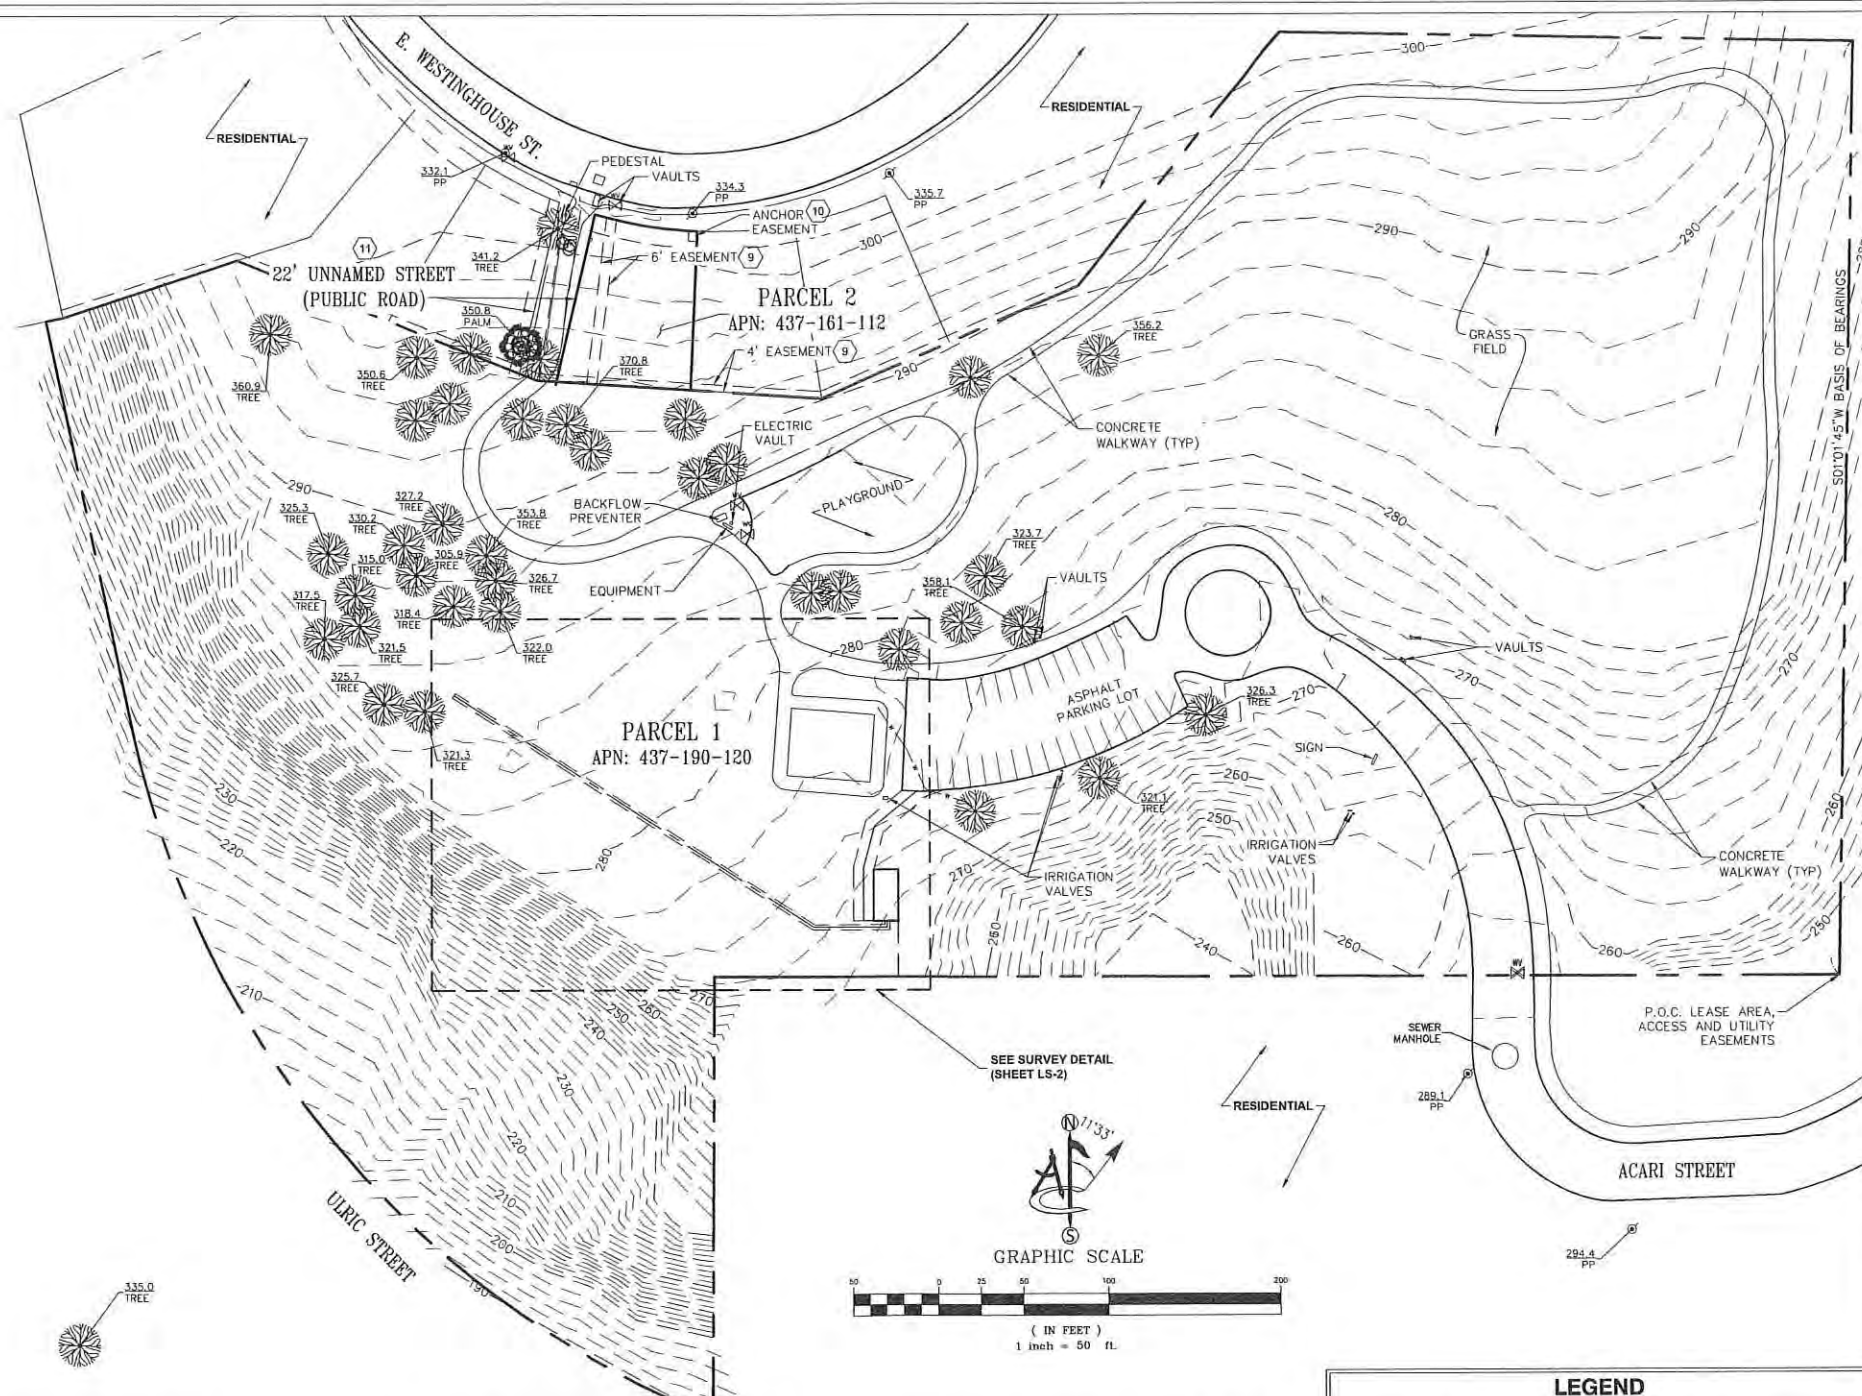 E. WESTINGHOUSE ST.
RESIDENTIAL
RESIDENTIAL
300
332.1
PP
PEDESTAL
VAULTS
WV
334.3
PP
335.7
PP
ANCHOR 10
EASEMENT
300
290
290
11
22' UNNAMED STREET
(PUBLIC ROAD)
341.2
TREE
6' EASEMENT 9
PARCEL 2
APN: 437-161-112
350.8
PALM
4' EASEMENT 9
356.2
TREE
GRASS
FIELD
S01°01'45"W BASIS OF BEARINGS
360.9
TREE
350.6
TREE
370.8
TREE
290
ELECTRIC
VAULT
CONCRETE
WALKWAY (TYP)
290
325.3
TREE
327.2
TREE
330.2
TREE
353.8
TREE
BACKFLOW
PREVENTER
PLAYGROUND
280
315.0
TREE
305.9
TREE
326.7
TREE
323.7
TREE
317.5
TREE
318.4
TREE
EQUIPMENT
358.1
TREE
VAULTS
321.5
TREE
322.0
TREE
280
VAULTS
270
270
325.7
TREE
ASPHALT
PARKING LOT
326.3
TREE
270
PARCEL 1
APN: 437-190-120
321.3
TREE
SIGN
260
321.1
TREE
250
230
220
280
270
IRRIGATION
VALVES
IRRIGATION
VALVES
CONCRETE
WALKWAY (TYP)
260
250
260
240
260
260
WV
210
270
260
250
240
P.O.C. LEASE AREA,
ACCESS AND UTILITY
EASEMENTS
SEWER
MANHOLE
SEE SURVEY DETAIL
(SHEET LS-2)
230
289.1
PP
RESIDENTIAL
N
11°33'
220
210
200
190
ACARI STREET
ULRIC STREET
S
GRAPHIC SCALE
294.4
PP
335.0
TREE
50 0 25 50 100 200
( IN FEET )
1 inch = 50 ft.
LEGEND